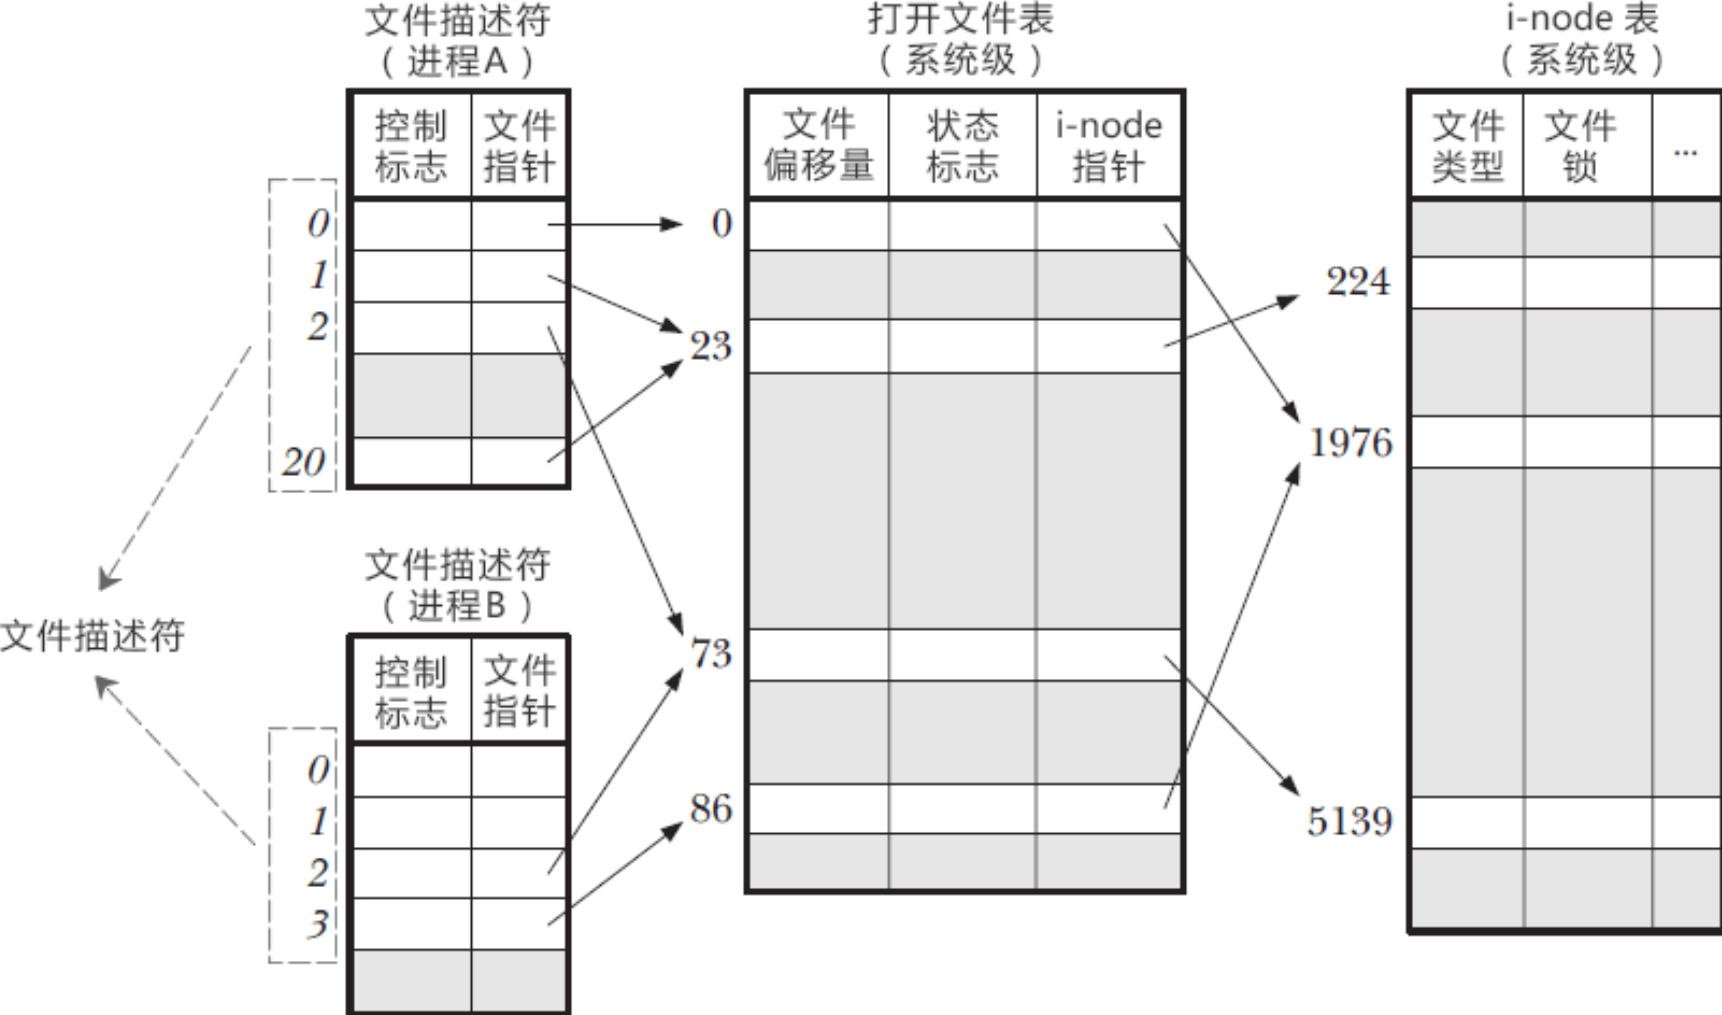 文件描述符
(进程A)
控制 文件
标志 指针
0
1
2
20
文件描述符
文件描述符
(进程B)
控制 文件
标志 指针
0
1
2
3
打开文件表
(系统级)
文件 状态 i-node
偏移量 标志 指针
0
23
73
86
i-node 表
(系统级)
文件 文件 ...
类型 锁
224
1976
5139